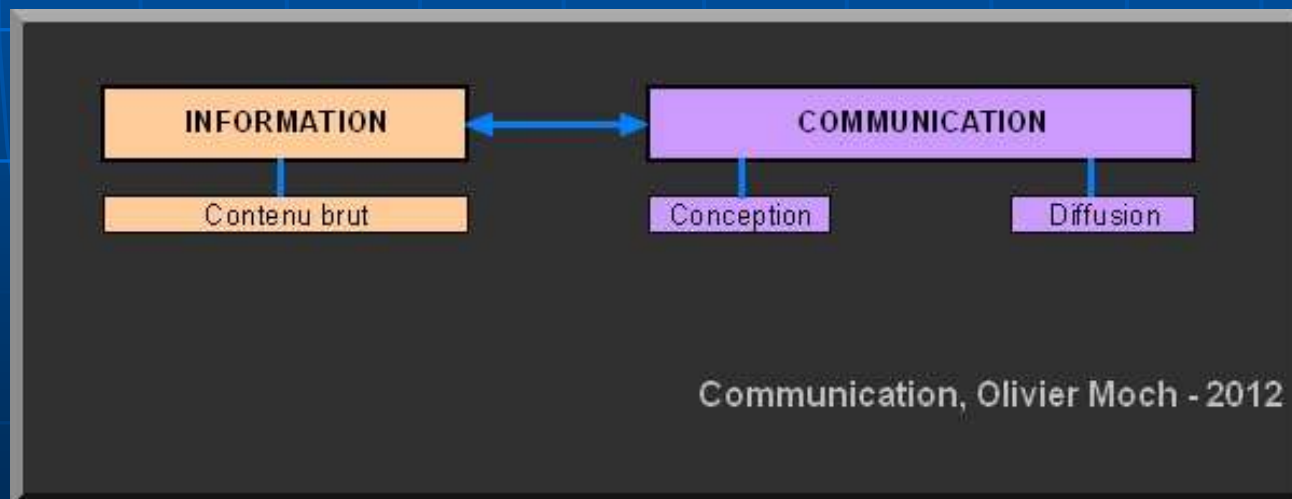 INFORMATION
COMMUNICATION
Contenu brut
Conception
Diffusion
Communication, Olivier Moch - 2012